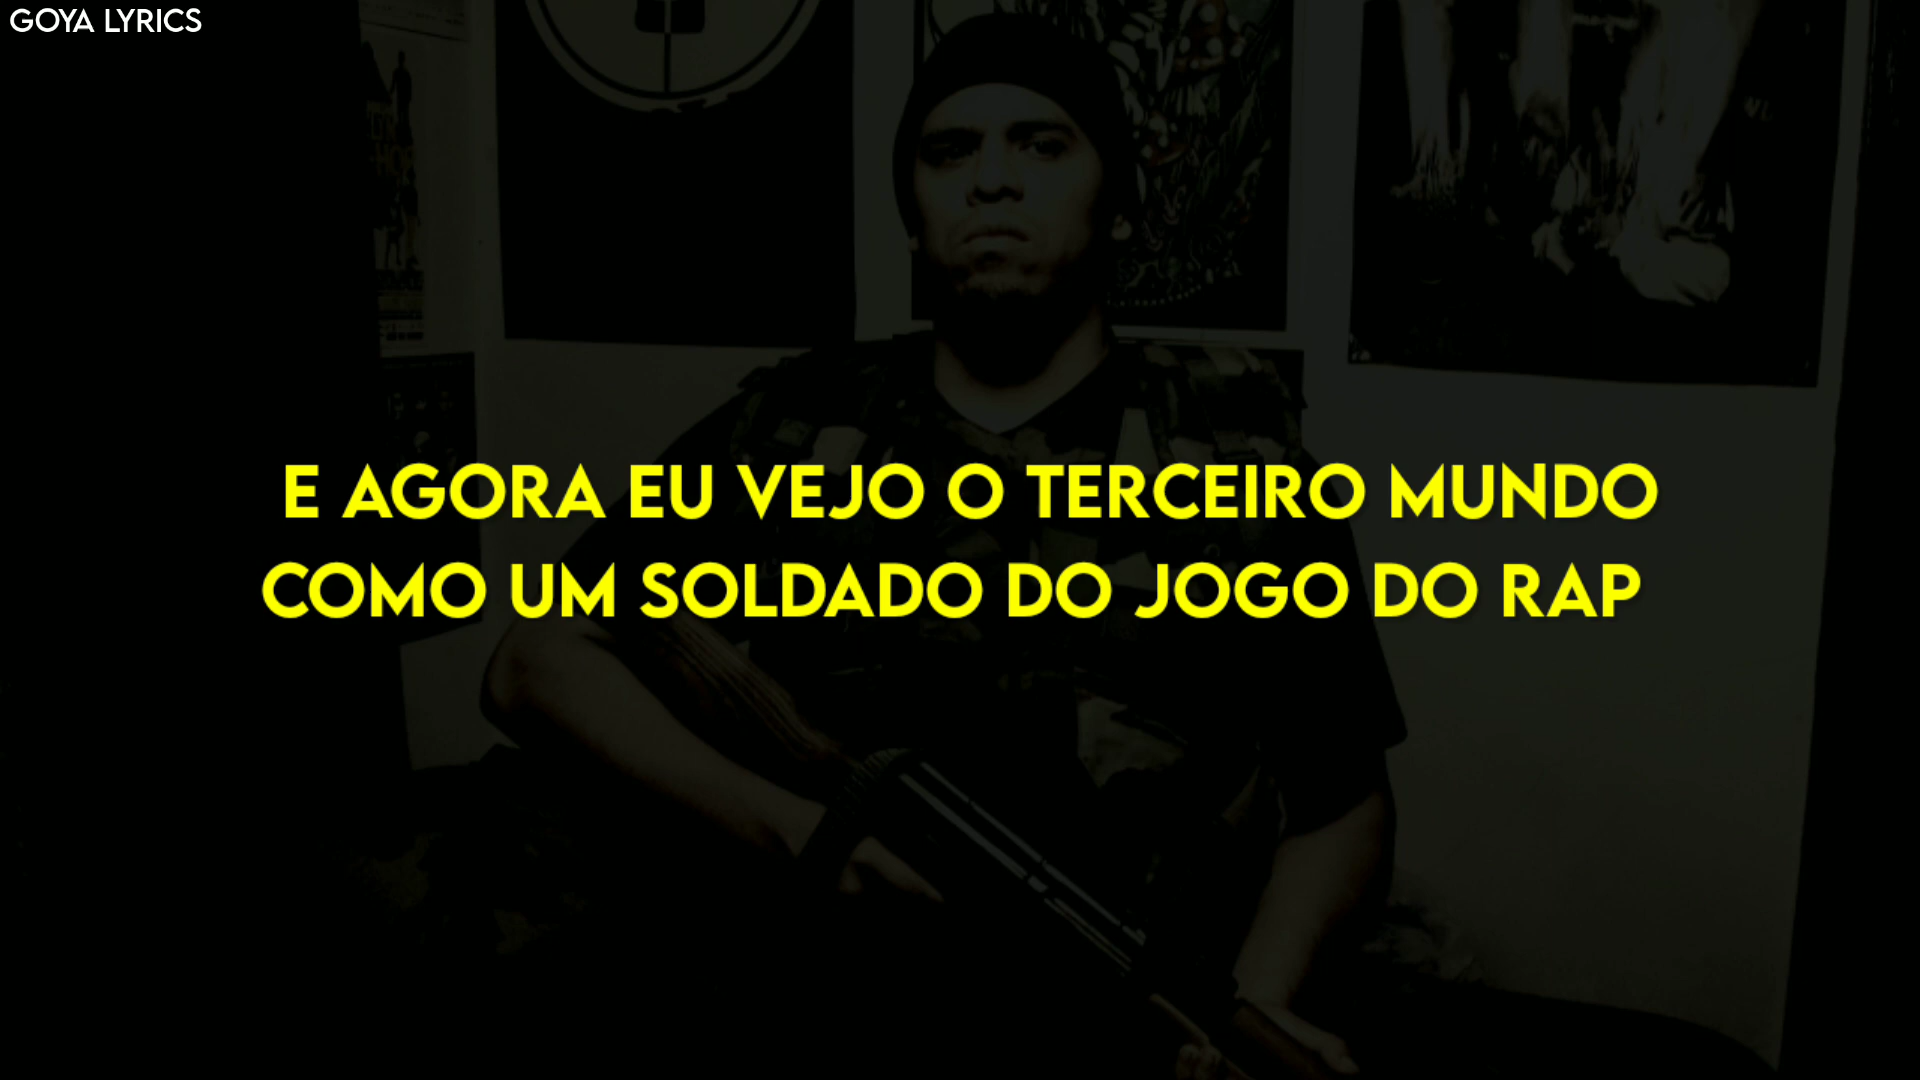 GOYA LYRICS
E AGORA EU VEJO O TERCEIRO MUNDO
COMO UM SOLDADO DO JOGO DO RAP